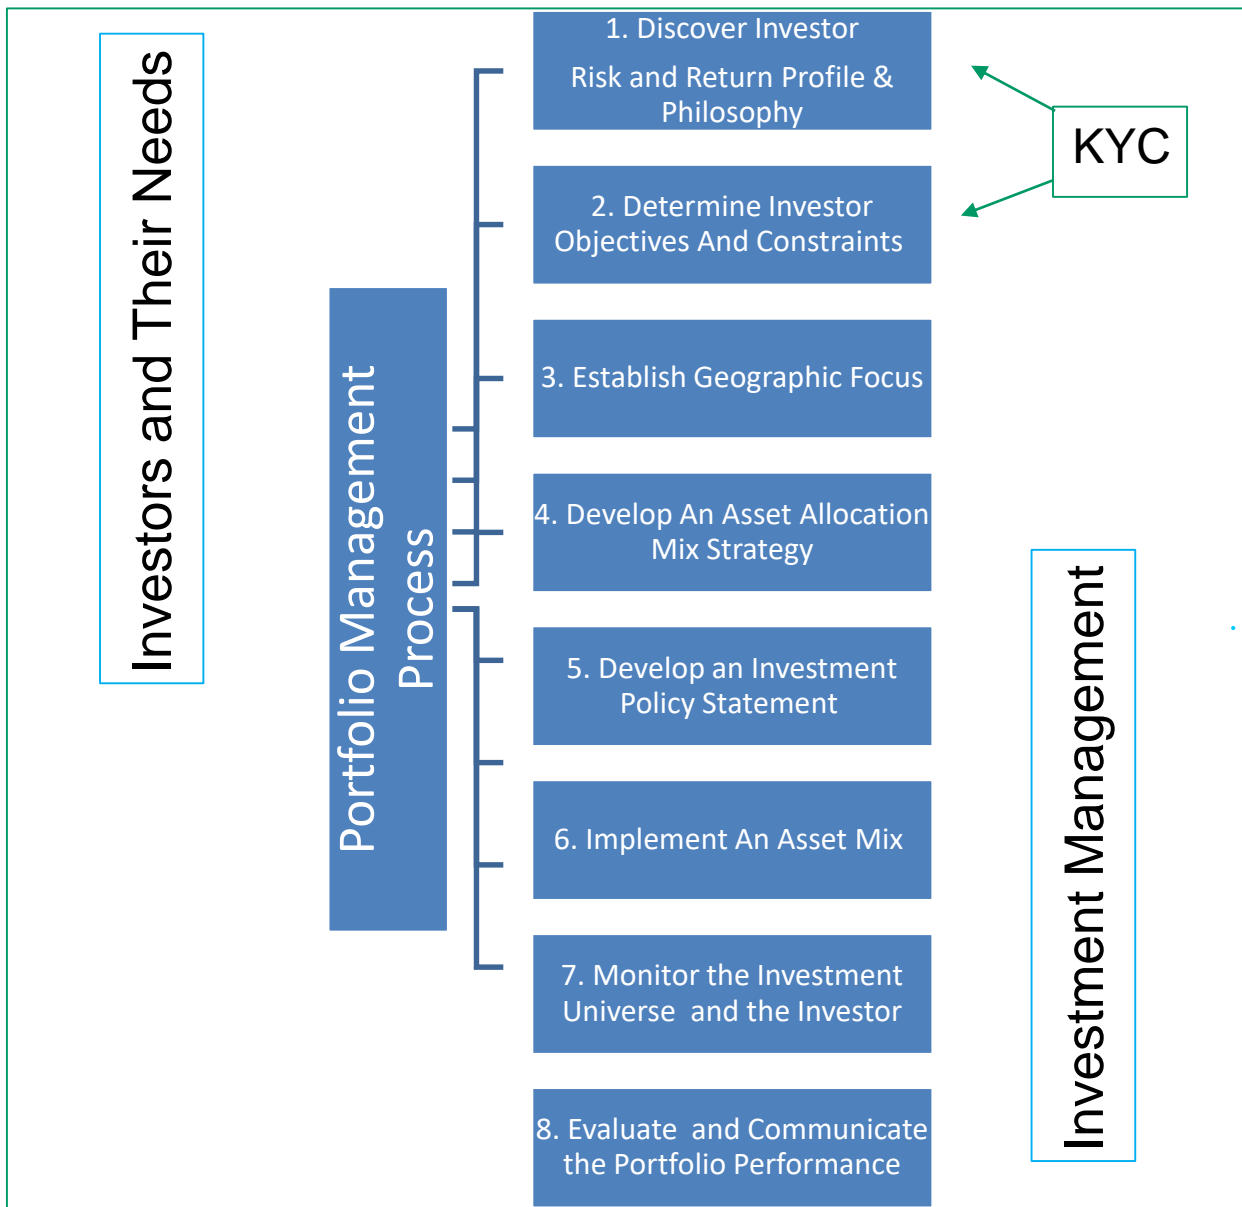 Investors and Their Needs
Portfolio Management
Process
1. Discover Investor
Risk and Return Profile &
Philosophy
KYC
2. Determine Investor
Objectives And Constraints
3. Establish Geographic Focus
4. Develop An Asset Allocation
Mix Strategy
5. Develop an Investment
Policy Statement
6. Implement An Asset Mix
7. Monitor the Investment
Universe  and the Investor
8. Evaluate  and Communicate
the Portfolio Performance
Investment Management